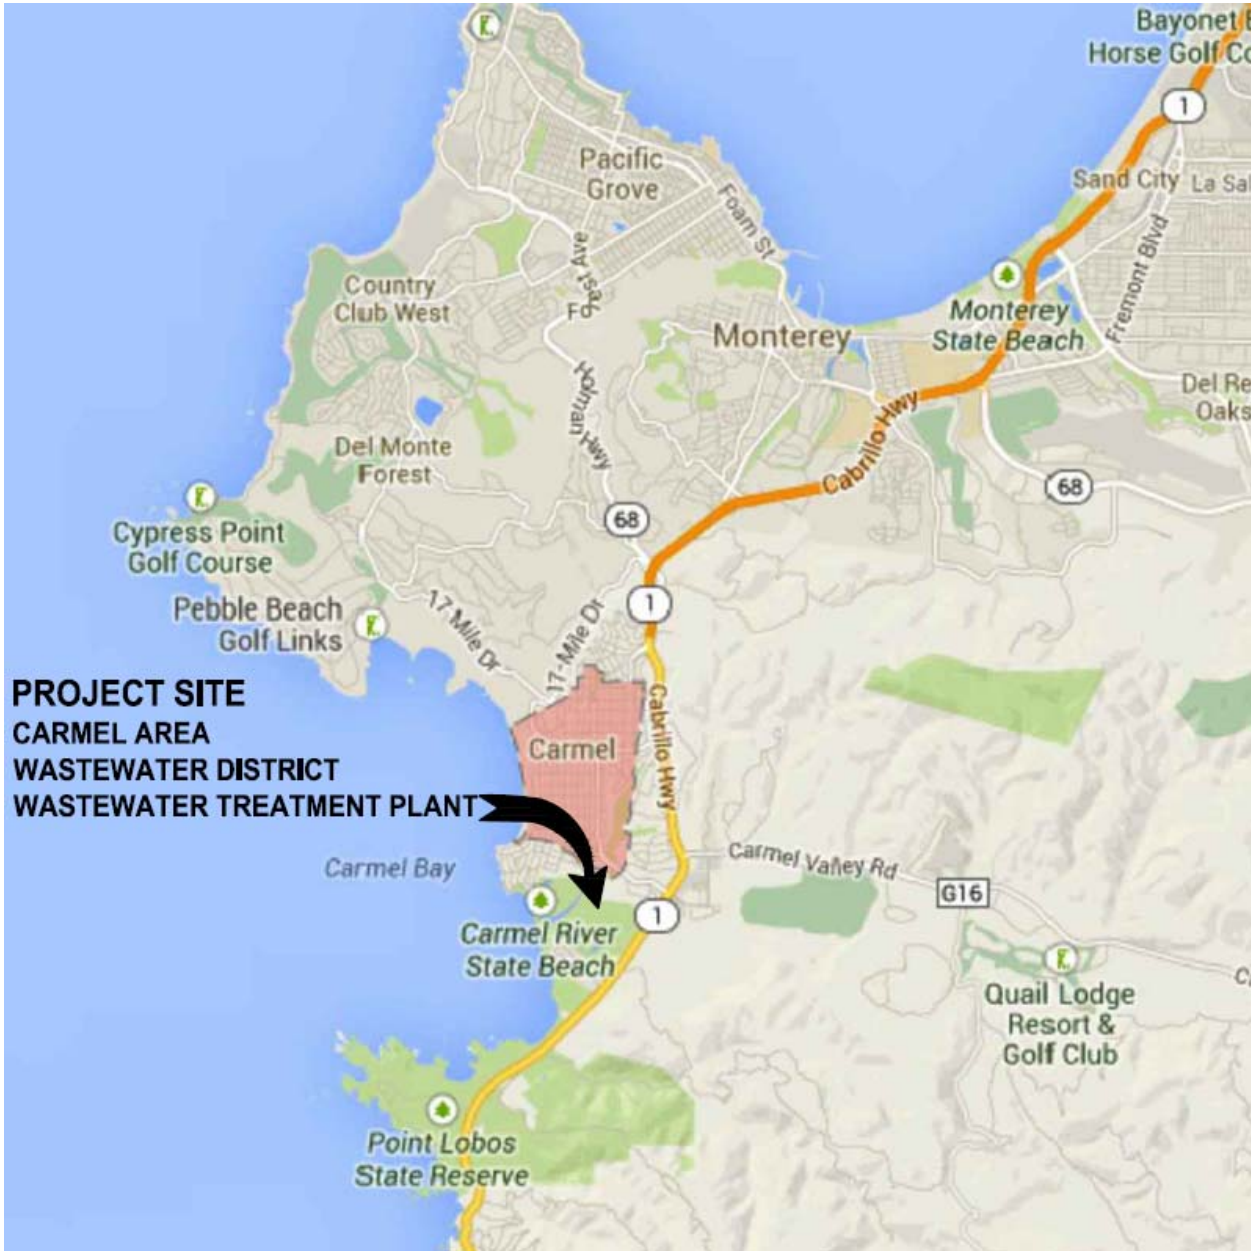 Bayonet
Horse Golf
1
Pacific
Grove
Foam St
Sand City
La Sal
Fremont Blvd
Country
Club West
Monterey
Monterey
State Beach
Holman Hwy
Cabrillo Hwy
Del Re
Oaks
Del Monte
Forest
68
68
Cypress Point
Golf Course
Pebble Beach
Golf Links
17-Mile Dr
17-Mile Dr
1
PROJECT SITE
CARMEL AREA
WASTEWATER DISTRICT
WASTEWATER TREATMENT PLANT
Carmel
Cabrillo Hwy
Carmel Bay
Carmel Valley Rd
G16
1
Carmel River
State Beach
Quail Lodge
Resort &
Golf Club
Point Lobos
State Reserve